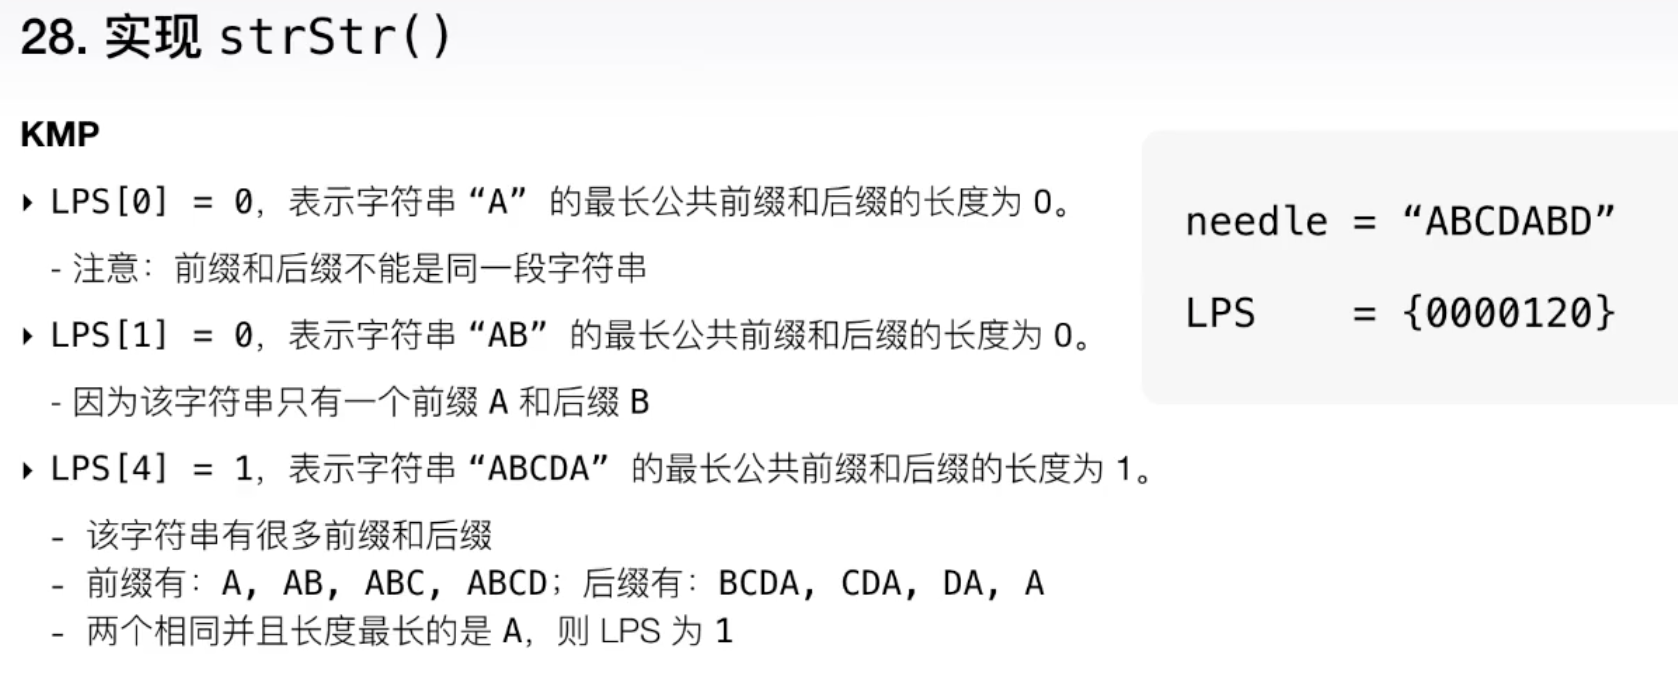 28. 实现 strStr()
KMP
‣ LPS[0] = 0，表示字符串 “A” 的最长公共前缀和后缀的长度为 0。
- 注意：前缀和后缀不能是同一段字符串
‣ LPS[1] = 0，表示字符串 “AB” 的最长公共前缀和后缀的长度为 0。
- 因为该字符串只有一个前缀 A 和后缀 B
‣ LPS[4] = 1，表示字符串 “ABCDA” 的最长公共前缀和后缀的长度为 1。
- 该字符串有很多前缀和后缀
- 前缀有：A, AB, ABC, ABCD；后缀有：BCDA, CDA, DA, A
- 两个相同并且长度最长的是 A，则 LPS 为 1
needle = “ABCDABD”
LPS = {0000120}